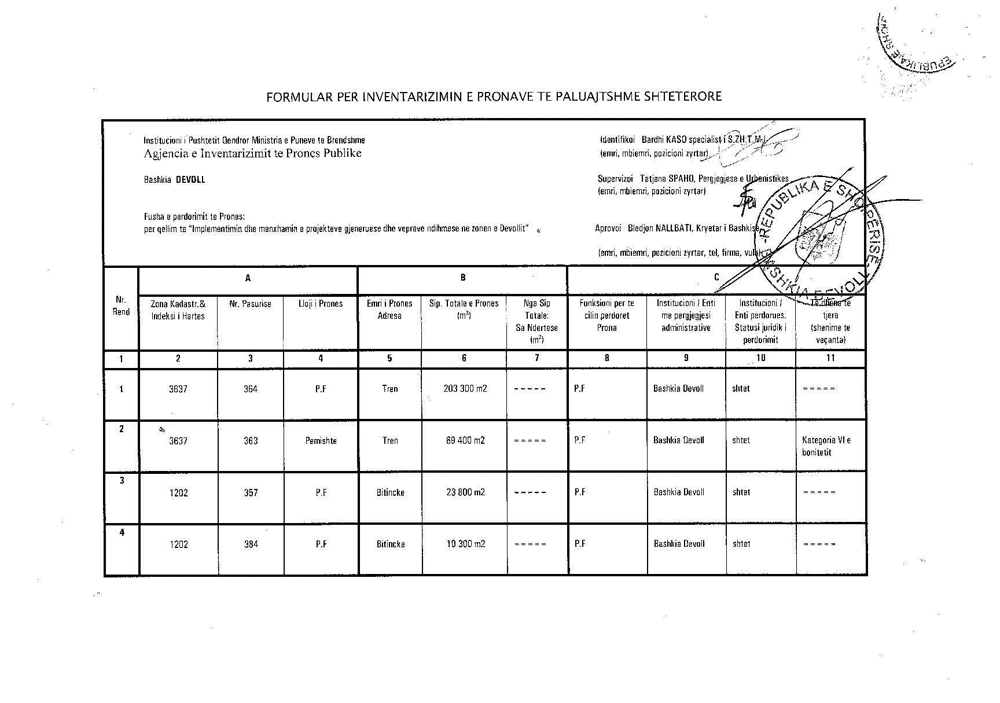 FORMULAR PER INVENTARIZIMIN E PRONAVE TE PALUAJTSHME SHTETERORE
Institucioni i Pushtetit Qendror Ministria e Puneve te Brendshme
Agjencia e Inventarizimit te Prones Publike
Bashkia DEVOLL
Fusha e perdorimit te Prones:
per qellim te "Implementimin dhe menxhamin e projekteve gjeneruese dhe veprave ndihmese ne zonen e Devollit"
Identifikoi Bardhi KASO specialist i S.ZH.T.M.
(emri, mbiemri, pozicioni zyrtar)
Supervizoi Tatjana SPAHO, Pergjegjese e Urbanistikes
(emri, mbiemri, pozicioni zyrtar)
Aprovoi Bledjon NALLBATI, Kryetar i Bashkise
(emri, mbiemri, pozicioni zyrtar, tel, firma, vula)
REPUBLIKA E SHQIPËRISË
BASHKIA DEVOLL
A B C
Nr. Rend
Zona Kadastr.& Indeksi i Hartes
Nr. Pasurise
Lloji i Prones
Emri i Prones Adresa
Sip. Totale e Prones (m²)
Nga Sip Totale: Sa Ndertese (m²)
Funksioni per te cilin perdoret Prona
Institucioni / Enti me pergjegjesi administrative
Institucioni / Enti perdorues. Statusi juridik i perdorimit
Te dhena te tjera (shenime te veçanta)
1 2 3 4 5 6 7 8 9 10 11
1 3637 364 P.F Tren 203 300 m2 ----- P.F Bashkia Devoll shtet =====
2 3637 363 Pemishte Tren 69 400 m2 ===== P.F Bashkia Devoll shtet Kategoria VI e bonitetit
3 1202 357 P.F Bitincke 23 800 m2 ----- P.F Bashkia Devoll shtet =====
4 1202 384 P.F Bitincke 10 300 m2 ===== P.F Bashkia Devoll shtet =====